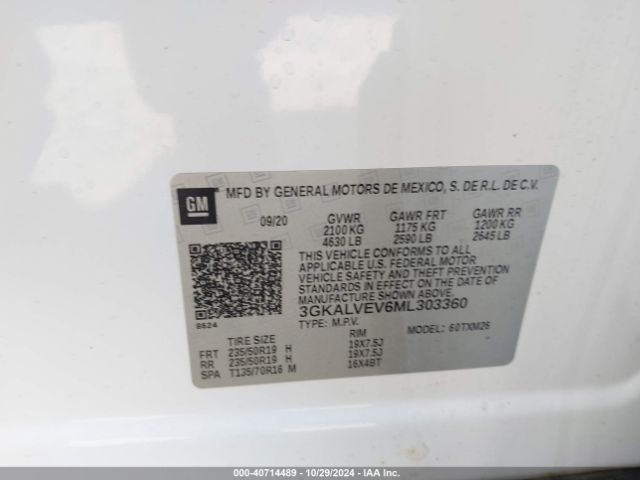 GM MFD BY GENERAL MOTORS DE MEXICO, S. DE R.L. DE C.V.
09/20 GVWR GAWR FRT GAWR RR
2100 KG 1175 KG 1200 KG
4630 LB 2590 LB 2645 LB
THIS VEHICLE CONFORMS TO ALL
APPLICABLE U.S. FEDERAL MOTOR
VEHICLE SAFETY AND THEFT PREVENTION
STANDARDS IN EFFECT ON THE DATE OF
MANUFACTURE SHOWN ABOVE.
3GKALVEV6ML303360
8624 TYPE: M.P.V. MODEL: 60TXM26
TIRE SIZE RIM
FRT 235/50R19 H 19X7.5J
RR 235/50R19 H 19X7.5J
SPA T135/70R16 M 16X4BT
000-40714489 - 10/29/2024 - IAA Inc.